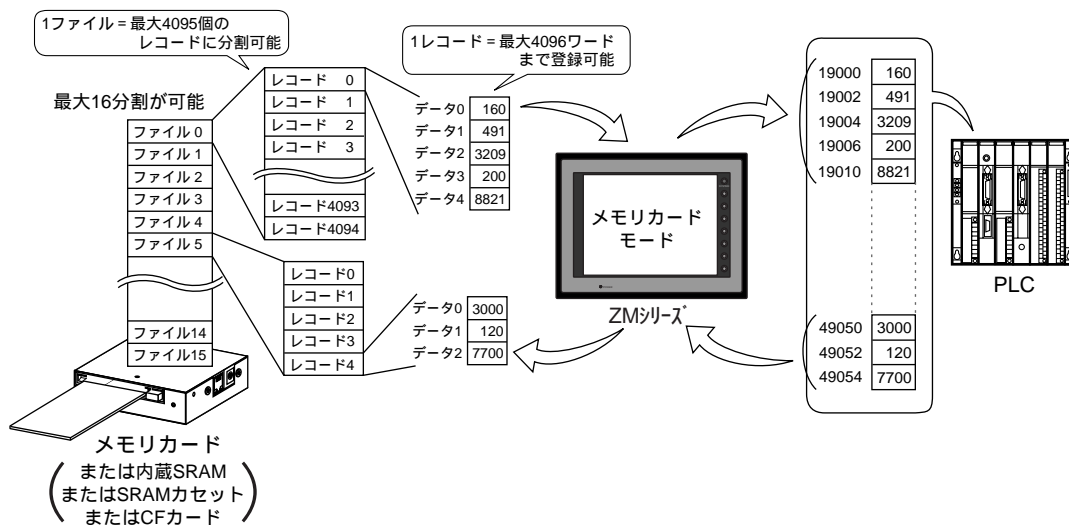 1ファイル = 最大4095個の
レコードに分割可能
最大16分割が可能
ファイル 0
ファイル 1
ファイル 2
ファイル 3
ファイル 4
ファイル 5
ファイル14
ファイル15
メモリカード
または内蔵SRAM
またはSRAMカセット
またはCFカード
レコード 0
レコード 1
レコード 2
レコード 3
レコード4093
レコード4094
レコード0
レコード1
レコード2
レコード3
レコード4
1レコード = 最大4096ワード
まで登録可能
データ0 160
データ1 491
データ2 3209
データ3 200
データ4 8821
データ0 3000
データ1 120
データ2 7700
メモリカード
モード
ZMシリーズ
19000 160
19002 491
19004 3209
19006 200
19010 8821
49050 3000
49052 120
49054 7700
PLC